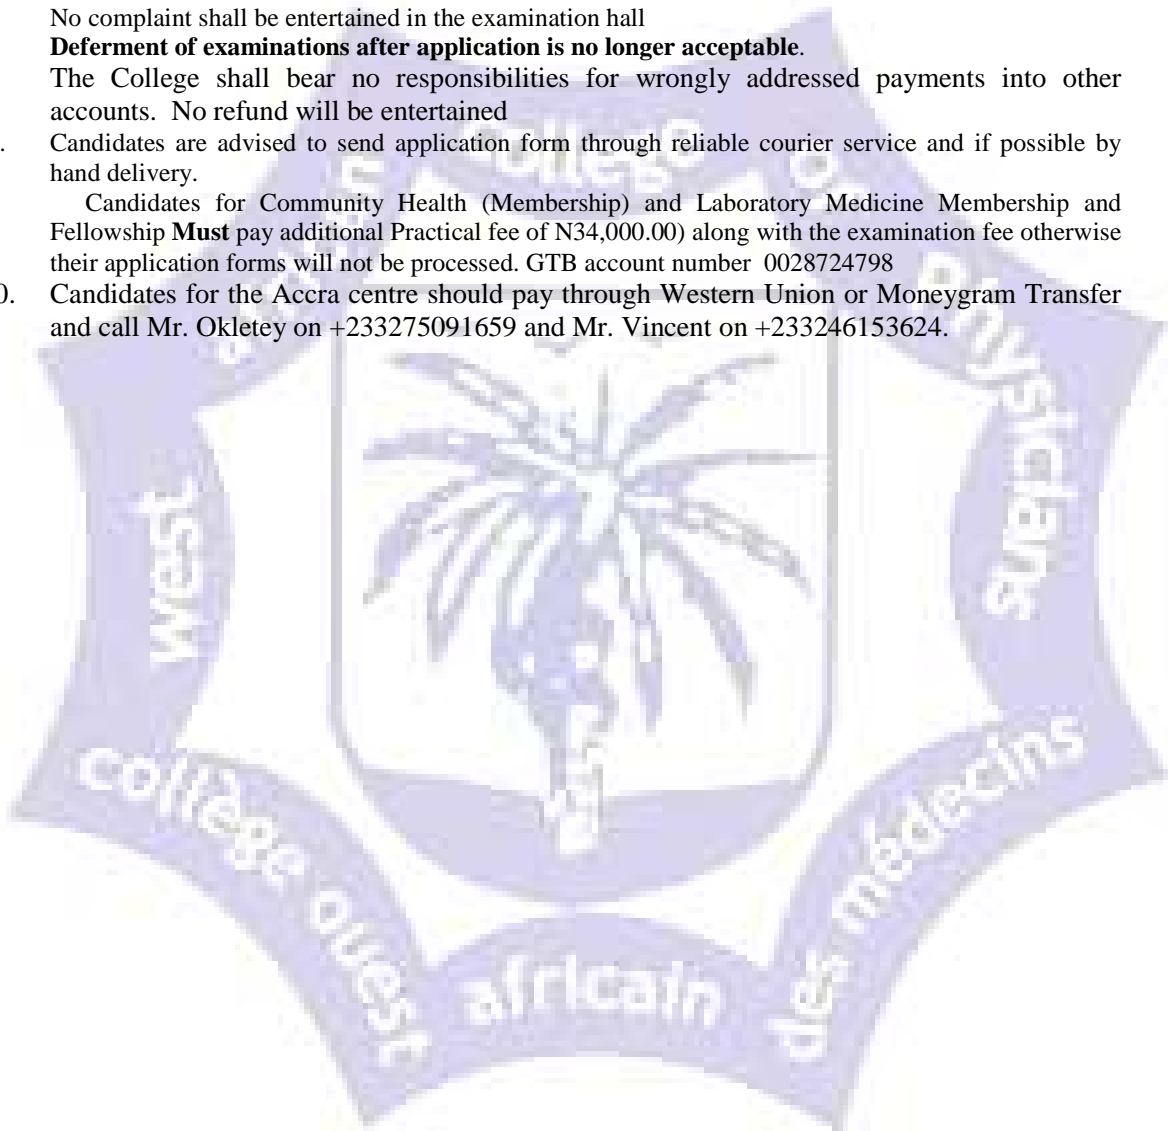 No complaint shall be entertained in the examination hall
Deferment of examinations after application is no longer acceptable.
The College shall bear no responsibilities for wrongly addressed payments into other
accounts. No refund will be entertained
. Candidates are advised to send application form through reliable courier service and if possible by
hand delivery.
Candidates for Community Health (Membership) and Laboratory Medicine Membership and
Fellowship Must pay additional Practical fee of N34,000.00) along with the examination fee otherwise
their application forms will not be processed. GTB account number 0028724798
0. Candidates for the Accra centre should pay through Western Union or Moneygram Transfer
and call Mr. Okletey on +233275091659 and Mr. Vincent on +233246153624.
west african college of physicians
collège ouest africain des médecins